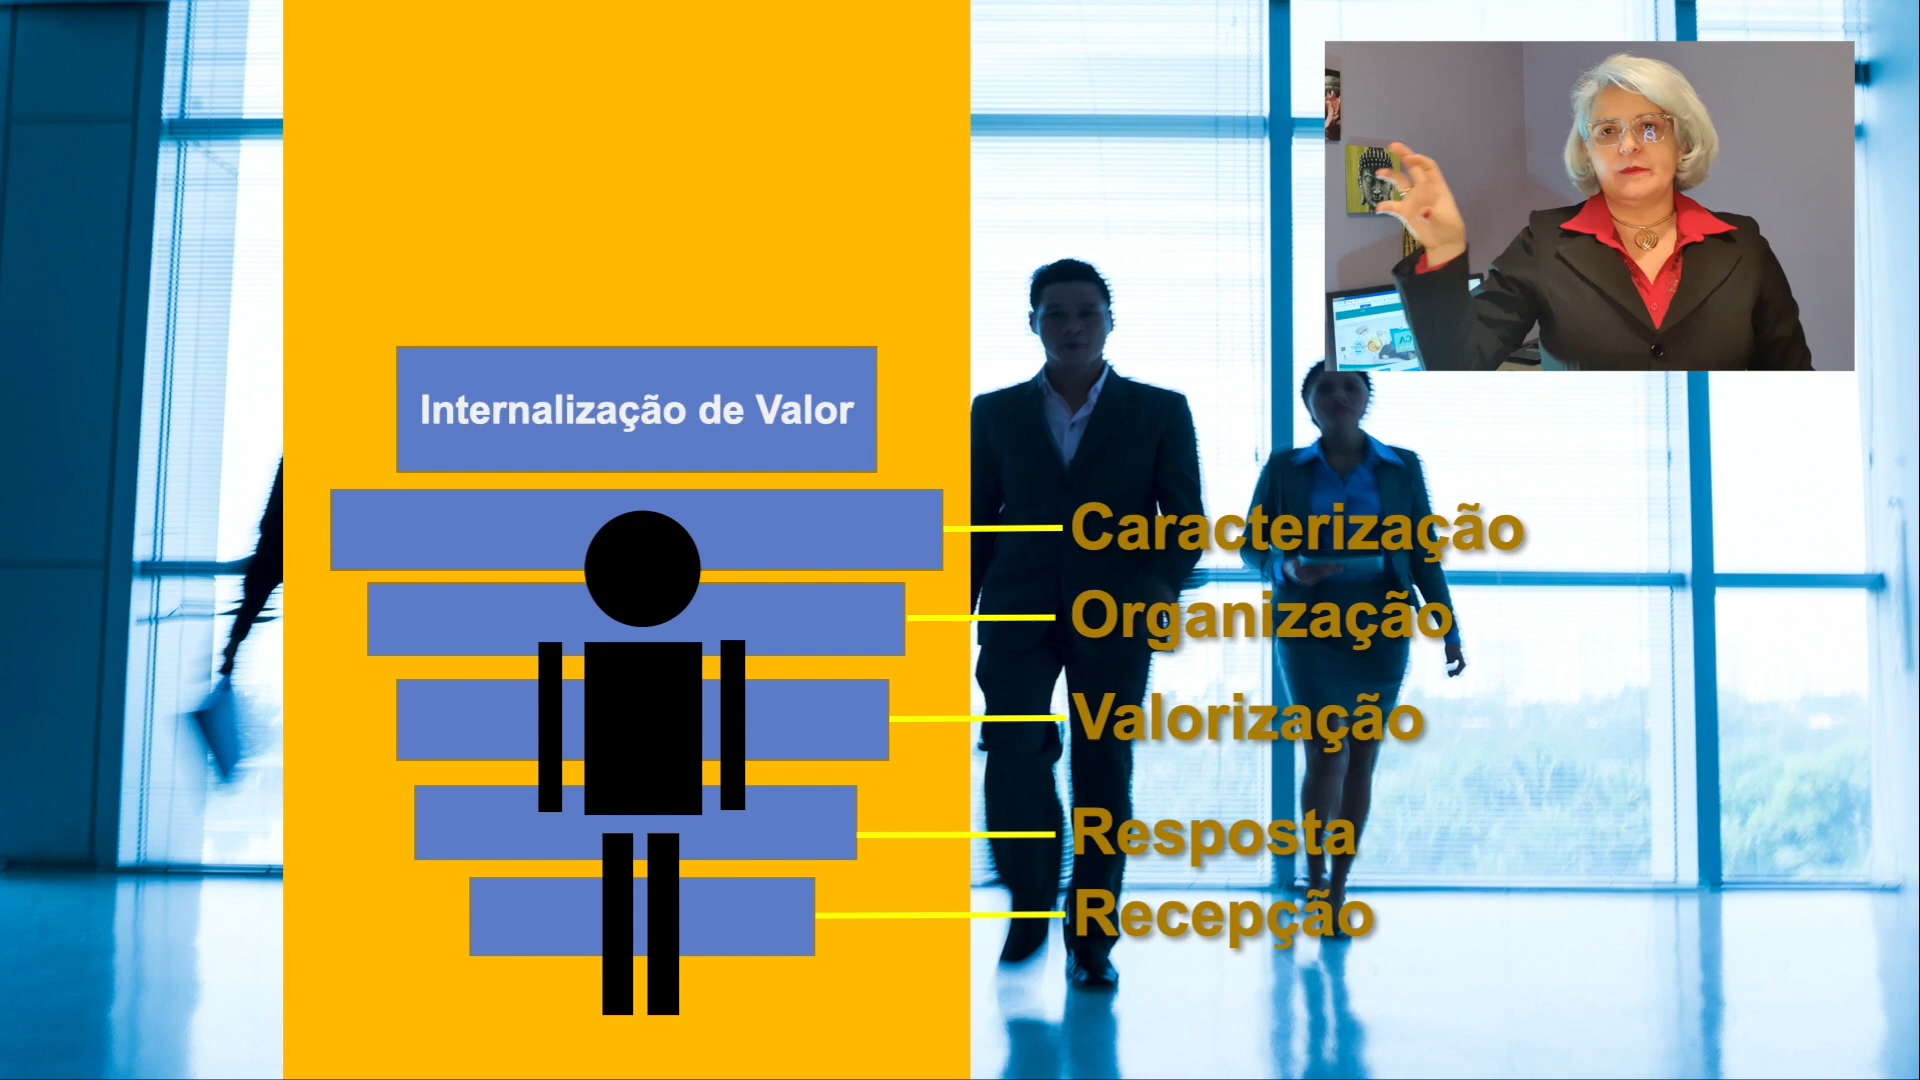 Internalização de Valor
Caracterização
Organização
Valorização
Resposta
Recepção